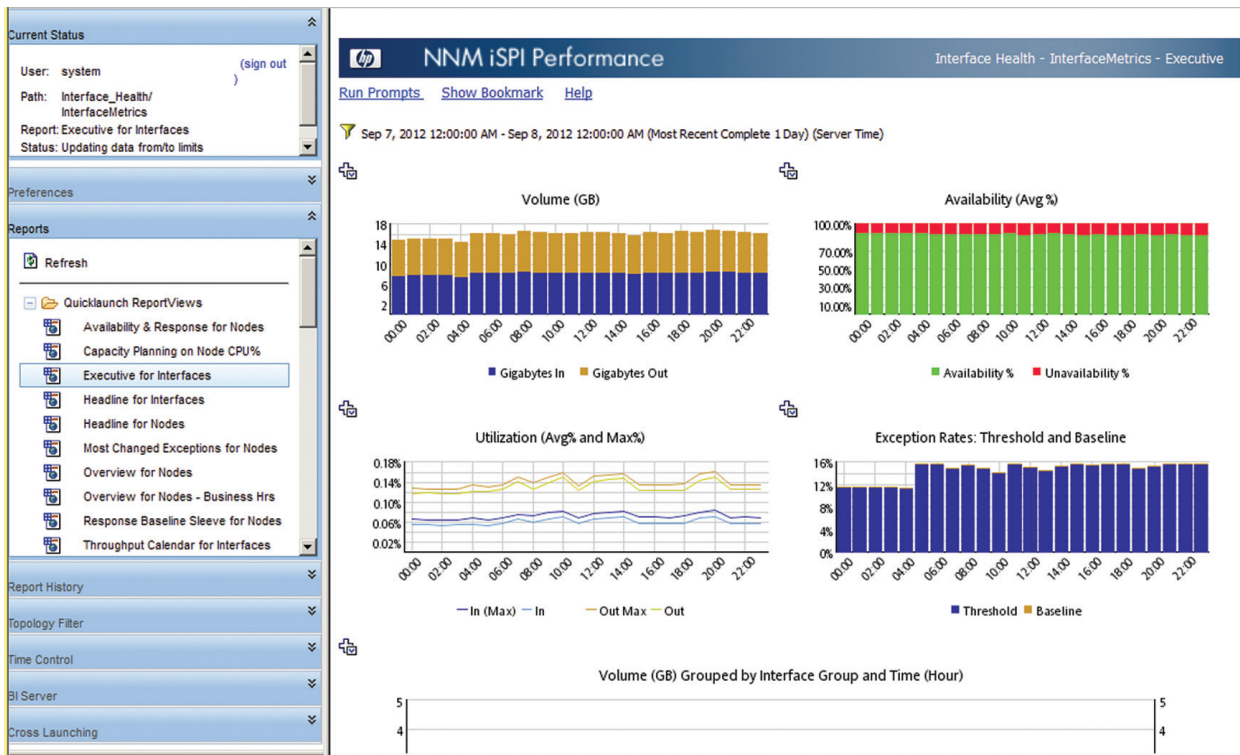 Current Status
User: system (sign out
)
Path: Interface_Health/
InterfaceMetrics
Report: Executive for Interfaces
Status: Updating data from/to limits
Preferences
Reports
Refresh
Quicklaunch ReportViews
Availability & Response for Nodes
Capacity Planning on Node CPU%
Executive for Interfaces
Headline for Interfaces
Headline for Nodes
Most Changed Exceptions for Nodes
Overview for Nodes
Overview for Nodes - Business Hrs
Response Baseline Sleeve for Nodes
Throughput Calendar for Interfaces
Report History
Topology Filter
Time Control
BI Server
Cross Launching
hp NNM iSPI Performance Interface Health - InterfaceMetrics - Executive
Run Prompts Show Bookmark Help
Sep 7, 2012 12:00:00 AM - Sep 8, 2012 12:00:00 AM (Most Recent Complete 1 Day) (Server Time)
Volume (GB)
18
14
10
6
2
00:00 02:00 04:00 06:00 08:00 10:00 12:00 14:00 16:00 18:00 20:00 22:00
Gigabytes In Gigabytes Out
Availability (Avg %)
100.00%
70.00%
50.00%
30.00%
10.00%
00:00 02:00 04:00 06:00 08:00 10:00 12:00 14:00 16:00 18:00 20:00 22:00
Availability % Unavailability %
Utilization (Avg% and Max%)
0.18%
0.14%
0.10%
0.06%
0.02%
00:00 02:00 04:00 06:00 08:00 10:00 12:00 14:00 16:00 18:00 20:00 22:00
In (Max) In Out Max Out
Exception Rates: Threshold and Baseline
16%
12%
8%
4%
0%
00:00 02:00 04:00 06:00 08:00 10:00 12:00 14:00 16:00 18:00 20:00 22:00
Threshold Baseline
Volume (GB) Grouped by Interface Group and Time (Hour)
5 5
4 4